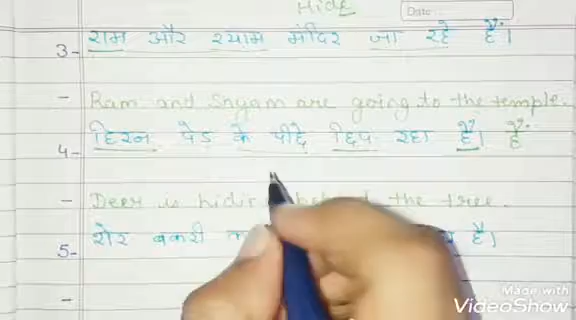 Hide
Date
3- राम और श्याम मंदिर जा रहे हैं।
- Ram and Shyam are going to the temple.
4- हिरन पेड के पीछे छिप रहा है। हैं
- Deer is the tree.
5- शेर बकरी है।
-
Made with
VideoShow